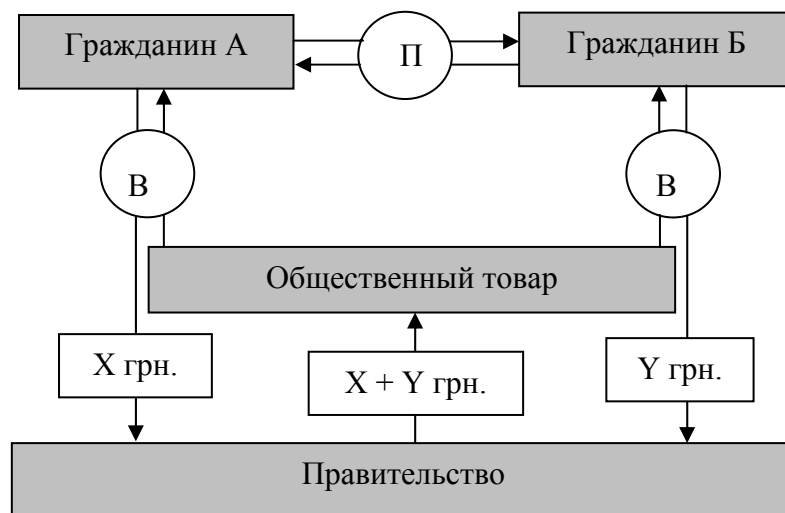 Гражданин А
П
Гражданин Б
В
В
Общественный товар
X грн.
X + Y грн.
Y грн.
Правительство